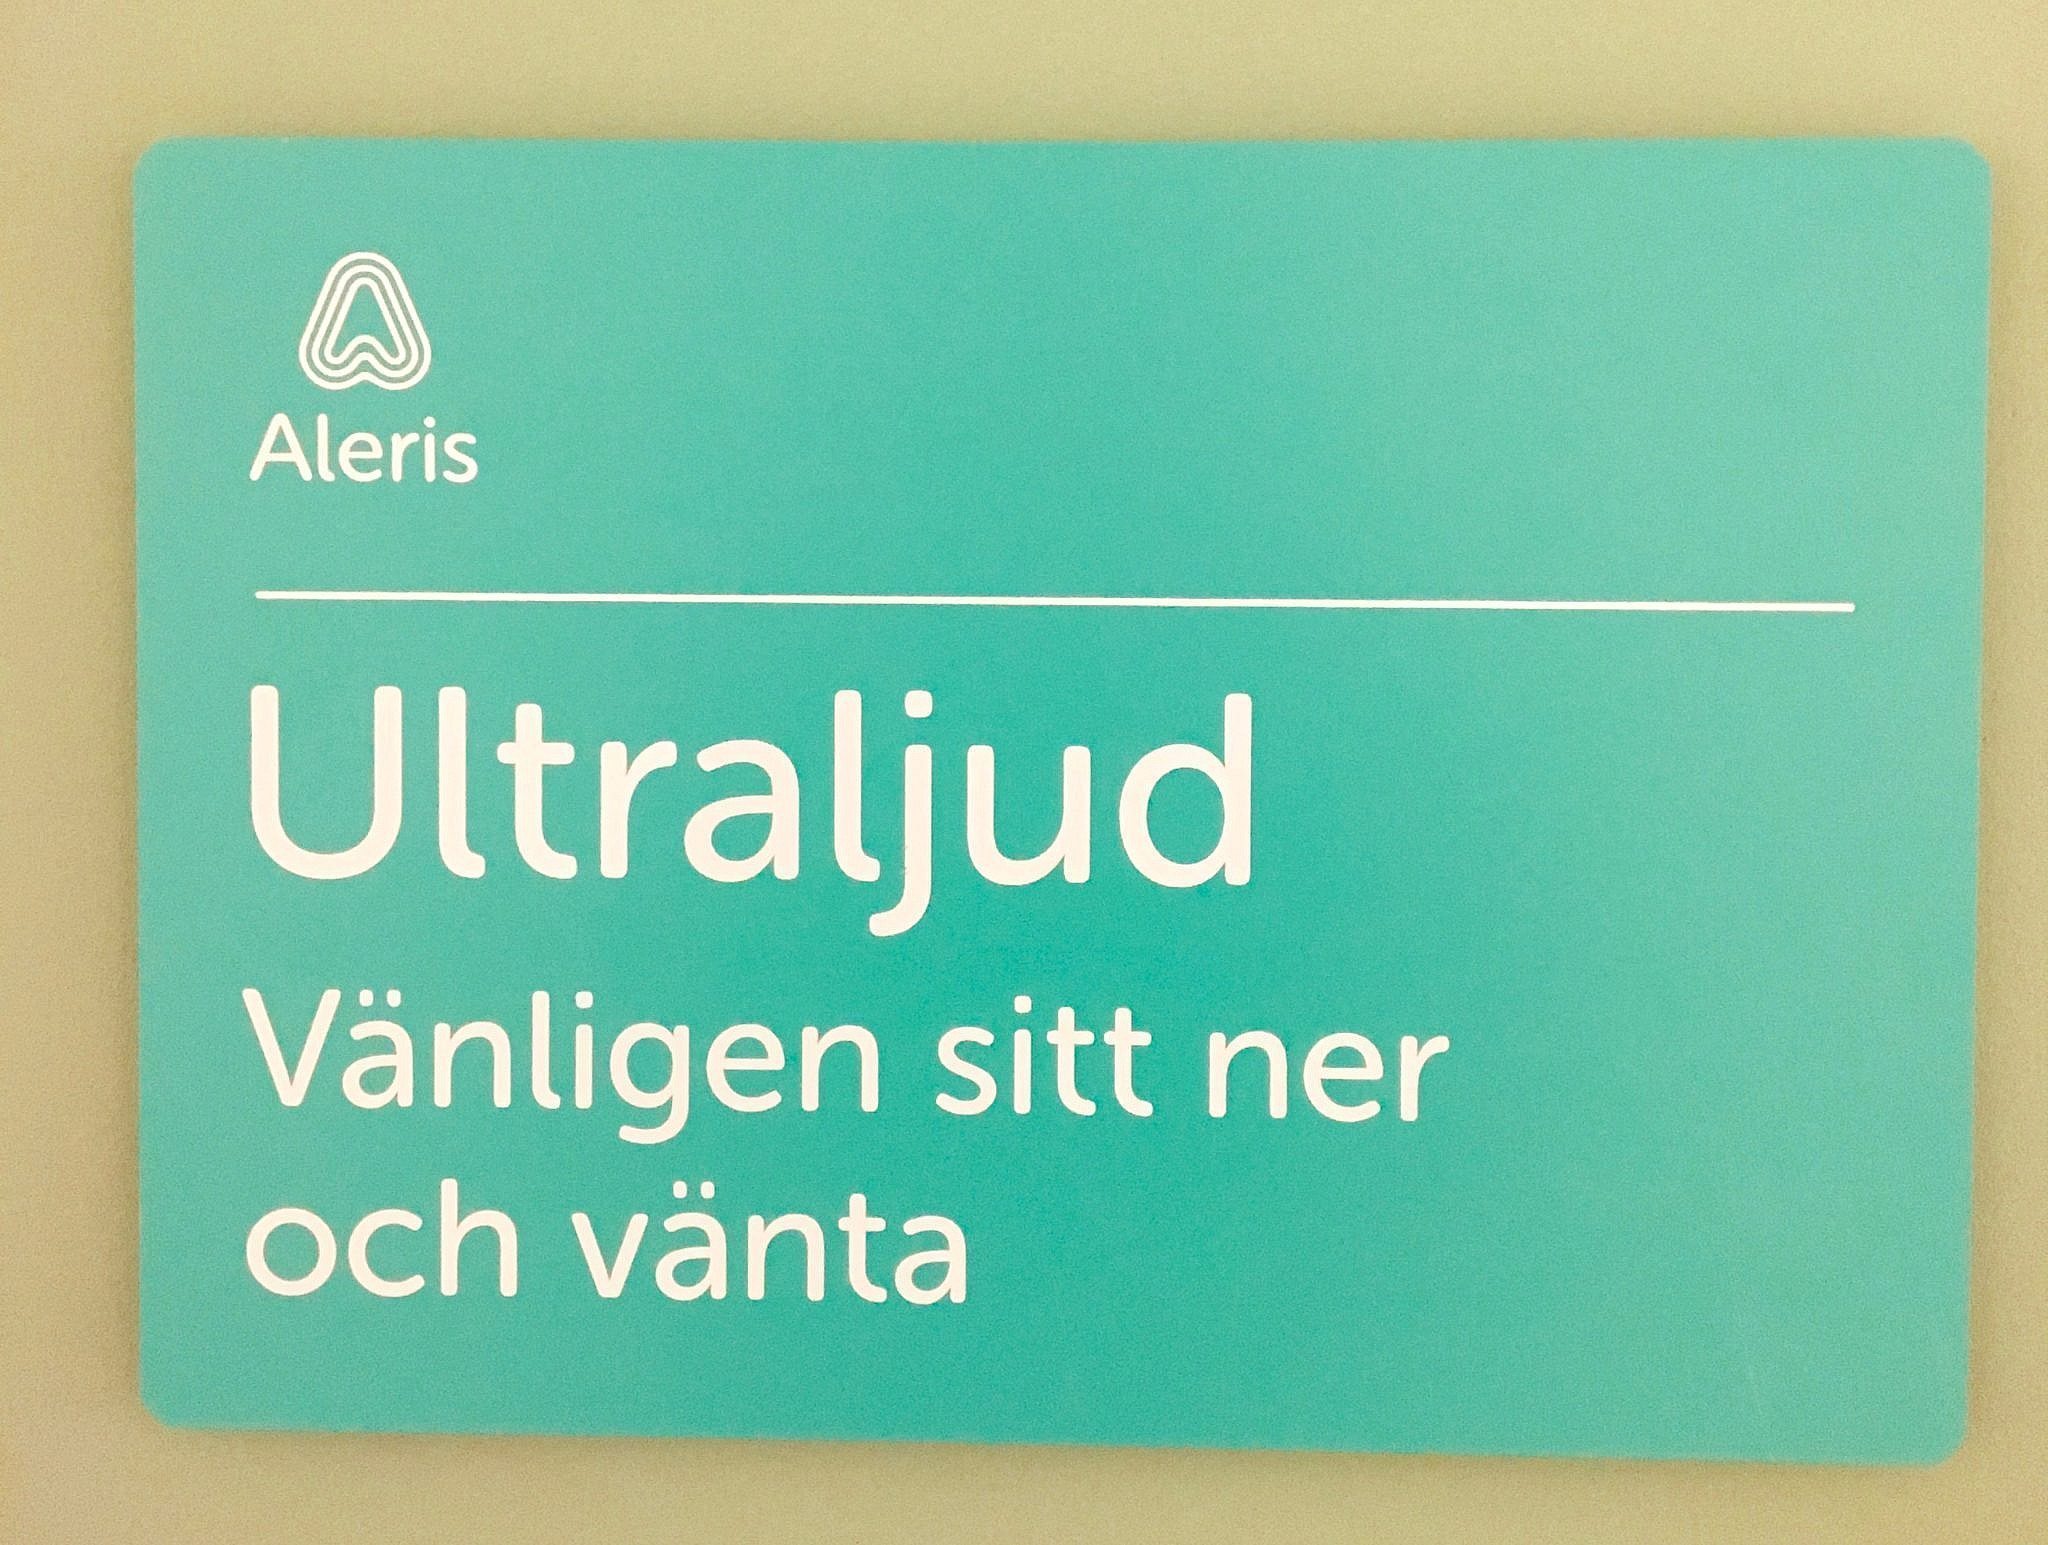 Aleris
Ultraljud
Vänligen sitt ner
och vänta